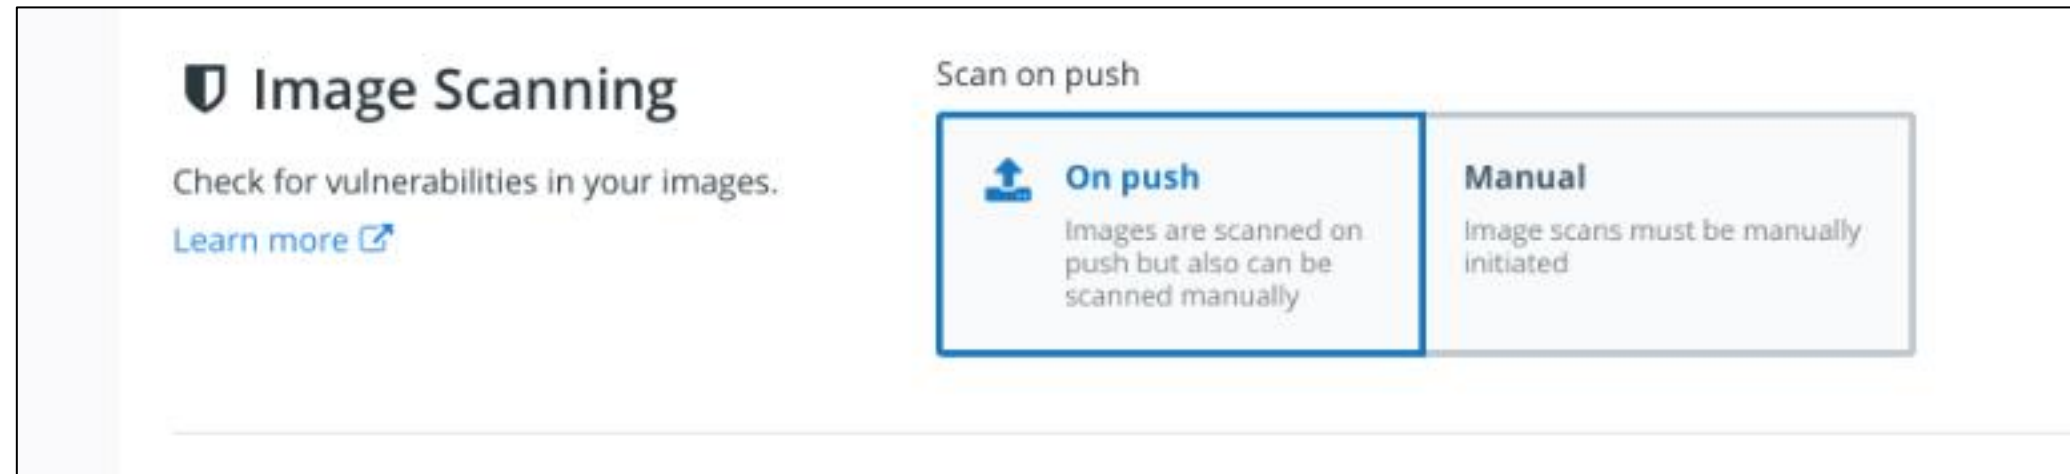 Image Scanning
Check for vulnerabilities in your images.
Learn more
Scan on push
On push
Images are scanned on
push but also can be
scanned manually
Manual
Image scans must be manually
initiated